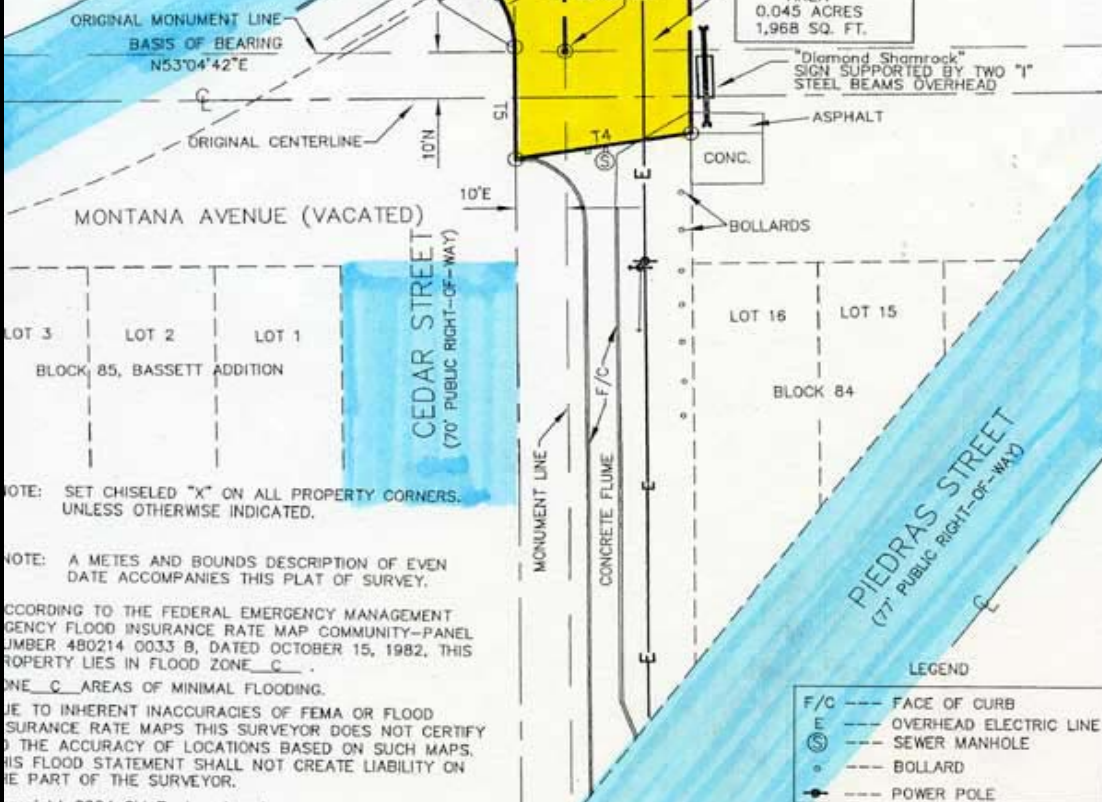 ORIGINAL MONUMENT LINE
BASIS OF BEARING
N53°04'42"E
℄
ORIGINAL CENTERLINE
10'N
T5
T4
S
10'E
0.045 ACRES
1,968 SQ. FT.
"Diamond Shamrock"
SIGN SUPPORTED BY TWO "I"
STEEL BEAMS OVERHEAD
ASPHALT
CONC.
BOLLARDS
MONTANA AVENUE (VACATED)
CEDAR STREET
(70' PUBLIC RIGHT-OF-WAY)
LOT 3
LOT 2
LOT 1
BLOCK 85, BASSETT ADDITION
LOT 16
LOT 15
BLOCK 84
E
E
E
F/C
MONUMENT LINE
CONCRETE FLUME
PIEDRAS STREET
(77' PUBLIC RIGHT-OF-WAY)
℄
NOTE: SET CHISELED "X" ON ALL PROPERTY CORNERS.
UNLESS OTHERWISE INDICATED.
NOTE: A METES AND BOUNDS DESCRIPTION OF EVEN
DATE ACCOMPANIES THIS PLAT OF SURVEY.
CCORDING TO THE FEDERAL EMERGENCY MANAGEMENT
GENCY FLOOD INSURANCE RATE MAP COMMUNITY-PANEL
UMBER 480214 0033 B, DATED OCTOBER 15, 1982, THIS
ROPERTY LIES IN FLOOD ZONE C .
ONE C AREAS OF MINIMAL FLOODING.
UE TO INHERENT INACCURACIES OF FEMA OR FLOOD
SURANCE RATE MAPS THIS SURVEYOR DOES NOT CERTIFY
O THE ACCURACY OF LOCATIONS BASED ON SUCH MAPS.
HIS FLOOD STATEMENT SHALL NOT CREATE LIABILITY ON
HE PART OF THE SURVEYOR.
LEGEND
F/C --- FACE OF CURB
E --- OVERHEAD ELECTRIC LINE
S --- SEWER MANHOLE
--- BOLLARD
--- POWER POLE